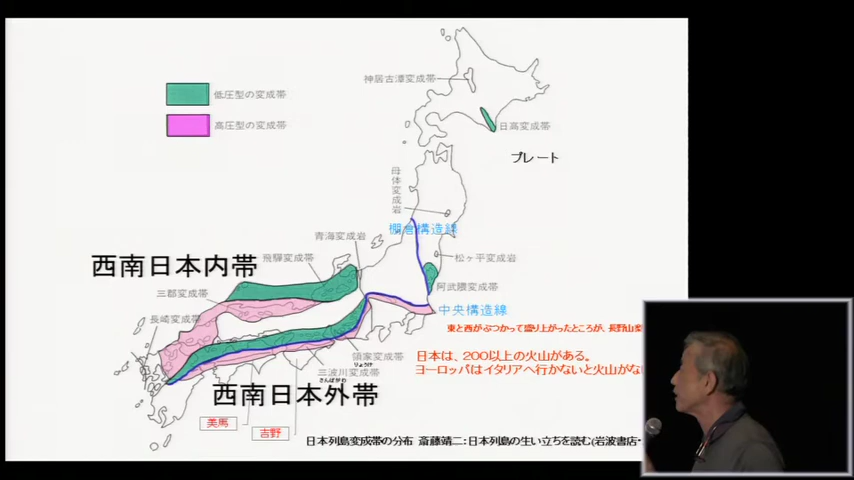 神居古潭変成帯
低圧型の変成帯
高圧型の変成帯
日高変成帯
プレート
母体変成岩
棚倉構造線
青海変成岩
西南日本内帯
飛騨変成帯
松ヶ平変成岩
三郡変成帯
阿武隈変成帯
中央構造線
長崎変成帯
東と西がぶつかって盛り上がったところが、長野山
領家変成帯
りょうけ
日本は、200以上の火山がある。
ヨーロッパはイタリアへ行かないと火山がな
三波川変成帯
さんばがわ
西南日本外帯
美馬
吉野
日本列島変成帯の分布 斎藤靖二:日本列島の生い立ちを読む(岩波書店・